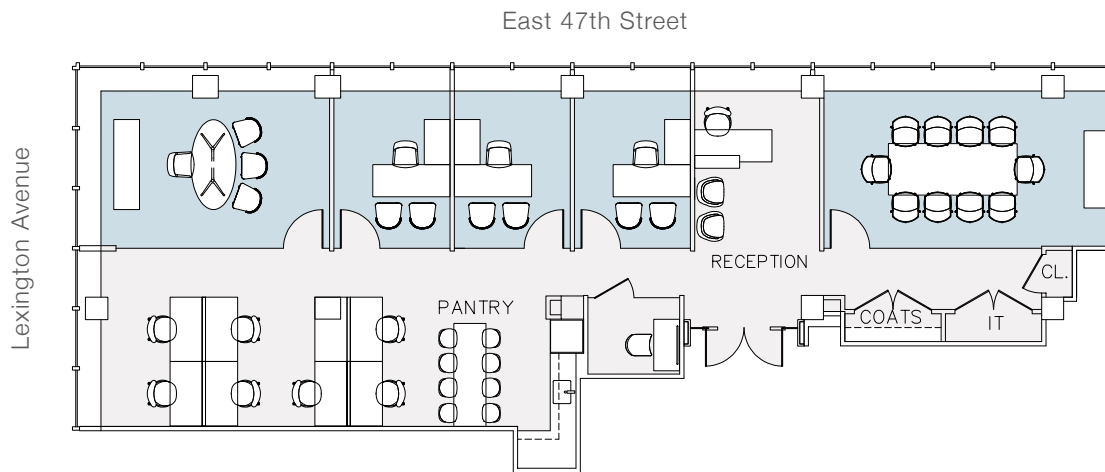 East 47th Street
Lexington Avenue
RECEPTION
CL.
PANTRY
COATS
IT